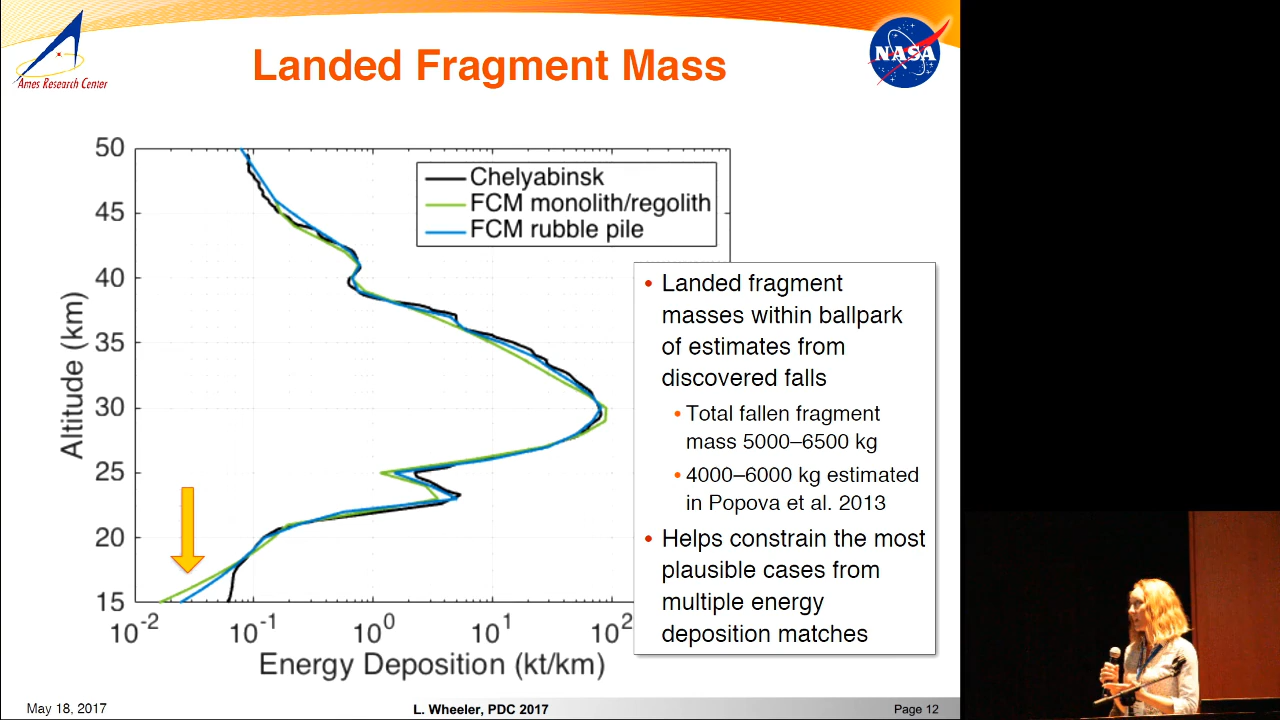 Ames Research Center
Landed Fragment Mass
NASA
50
45
40
35
30
25
20
15
Altitude (km)
Chelyabinsk
FCM monolith/regolith
FCM rubble pile
10-2
10-1
100
101
102
Energy Deposition (kt/km)
• Landed fragment
masses within ballpark
of estimates from
discovered falls
• Total fallen fragment
mass 5000–6500 kg
• 4000–6000 kg estimated
in Popova et al. 2013
• Helps constrain the most
plausible cases from
multiple energy
deposition matches
May 18, 2017
L. Wheeler, PDC 2017
Page 12